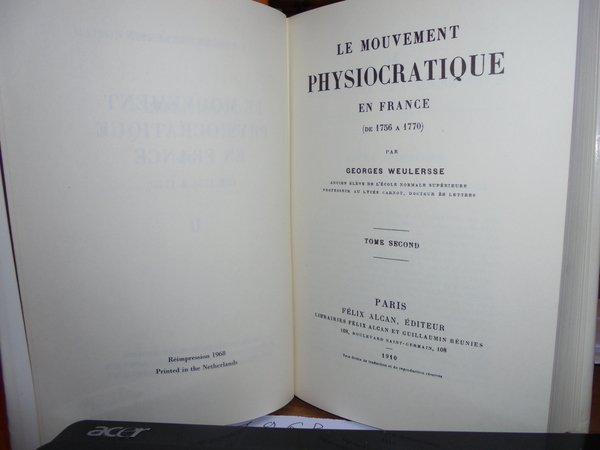 Réimpression 1968
Printed in the Netherlands
LE MOUVEMENT
PHYSIOCRATIQUE
EN FRANCE
(DE 1756 A 1770)
PAR
GEORGES WEULERSSE
ANCIEN ÉLÈVE DE L'ÉCOLE NORMALE SUPÉRIEURE
PROFESSEUR AU LYCÉE CARNOT, DOCTEUR ÈS LETTRES
TOME SECOND
PARIS
FÉLIX ALCAN, ÉDITEUR
LIBRAIRIES FÉLIX ALCAN ET GUILLAUMIN RÉUNIES
108, BOULEVARD SAINT-GERMAIN, 108
1910
Tous droits de traduction et de reproduction réservés
acer